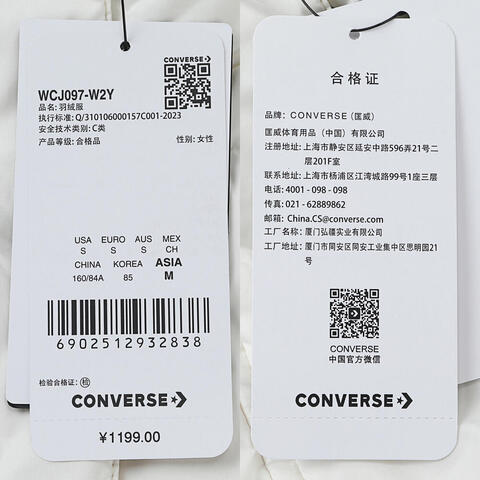 CONVERSE
WCJ097-W2Y
品名: 羽绒服
执行标准: Q/310106000157C001-2023
安全技术类别: C类
产品等级: 合格品 性别: 女性
USA EURO AUS MEX
S S S CH
CHINA KOREA ASIA
160/84A 85 M
6902512932838
检验合格证: 检
CONVERSE
¥1199.00
合格证
品牌: CONVERSE (匡威)
匡威体育用品（中国）有限公司
注册地址: 上海市静安区延安中路596弄21号二
层201F室
联系地址: 上海市杨浦区江湾城路99号1座三层
电话: 4001 - 098 - 098
传真: 021 - 62889862
邮箱: China.CS@converse.com
工厂名称: 厦门弘疆实业有限公司
工厂地址: 厦门市同安区同安工业集中区思明园21
号
CONVERSE
中国官方微信
CONVERSE